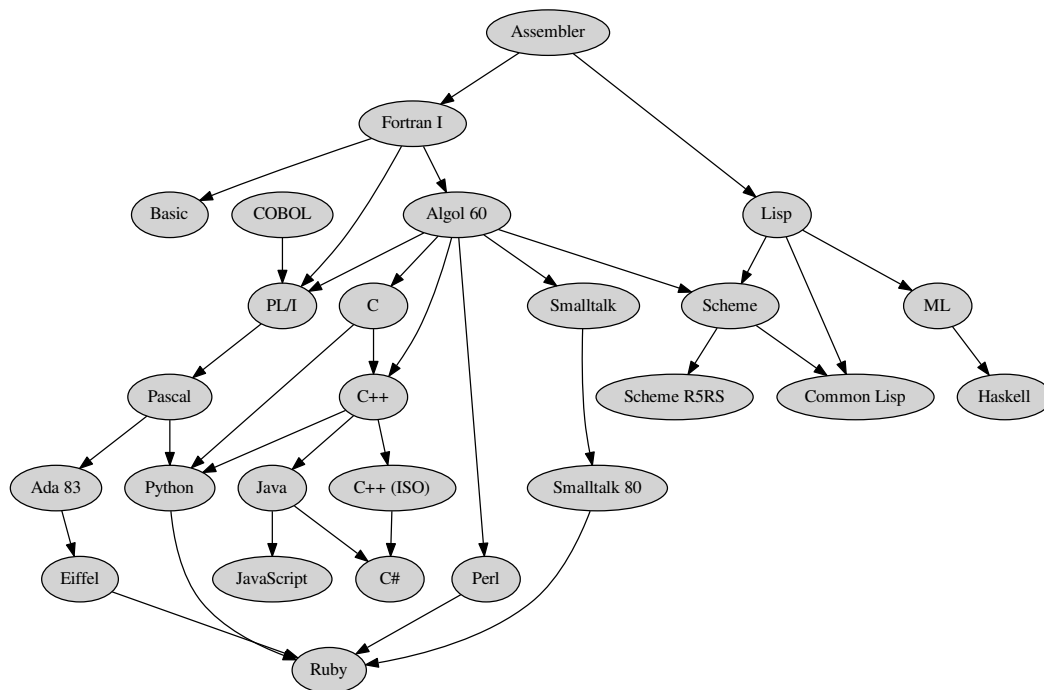 Assembler
Fortran I
Basic
COBOL
Algol 60
Lisp
PL/I
C
Smalltalk
Scheme
ML
Pascal
C++
Scheme R5RS
Common Lisp
Haskell
Ada 83
Python
Java
C++ (ISO)
Smalltalk 80
Eiffel
JavaScript
C#
Perl
Ruby